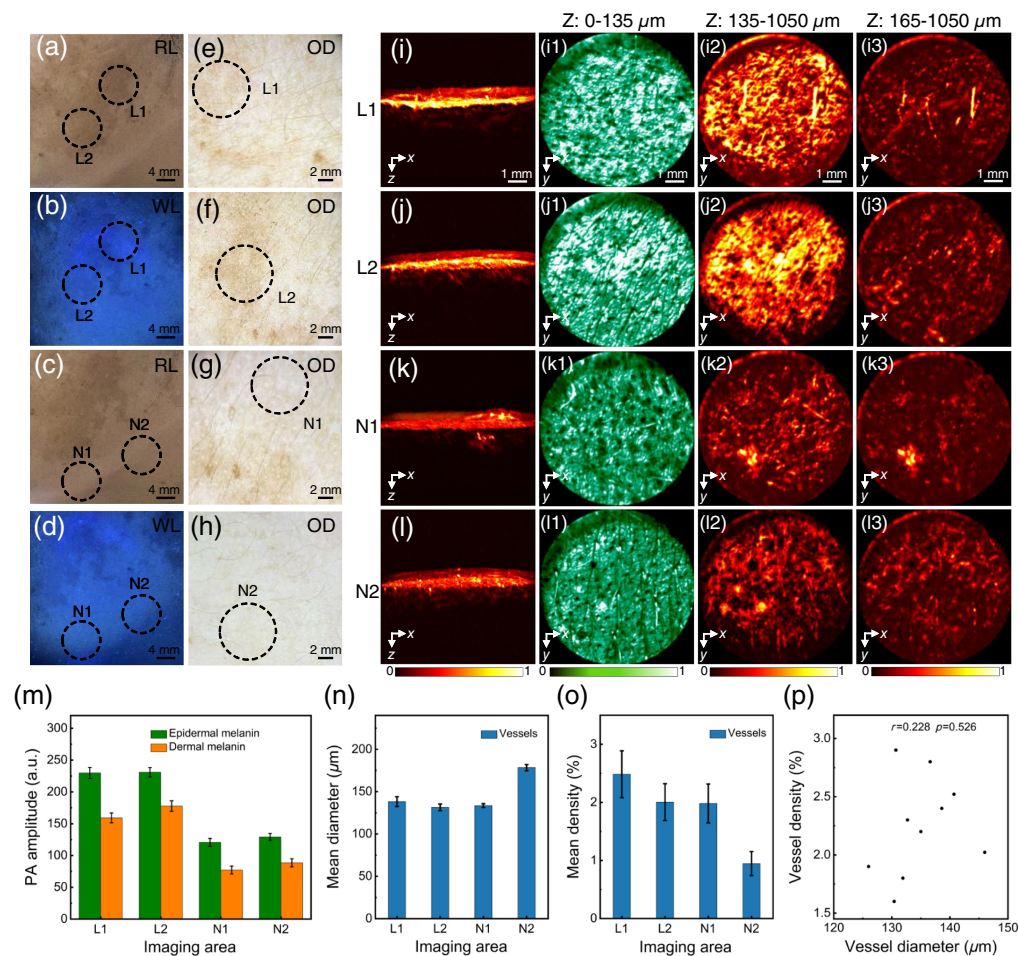 Z: 0-135 µm Z: 135-1050 µm Z: 165-1050 µm
(a) RL L1 L2 4 mm
(e) OD L1 2 mm
L1 (i) x z 1 mm
(i1) x y 1 mm
(i2) x y 1 mm
(i3) x y 1 mm
(b) WL L1 L2 4 mm
(f) OD L2 2 mm
L2 (j) x z
(j1) x y
(j2) x y
(j3) x y
(c) RL N2 N1 4 mm
(g) OD N1 2 mm
N1 (k) x z
(k1) x y
(k2) x y
(k3) x y
(d) WL N2 N1 4 mm
(h) OD N2 2 mm
N2 (l) x z
(l1) x y
(l2) x y
(l3) x y
0 1 0 1 0 1 0 1
(m)
PA amplitude (a.u.)
300
250
200
150
100
50
0
Epidermal melanin
Dermal melanin
L1 L2 N1 N2
Imaging area
(n)
Mean diameter (µm)
200
150
100
50
0
Vessels
L1 L2 N1 N2
Imaging area
(o)
Mean density (%)
3
2
1
0
Vessels
L1 L2 N1 N2
Imaging area
(p)
r=0.228 p=0.526
Vessel density (%)
3.0
2.5
2.0
1.5
120 130 140 150
Vessel diameter (µm)